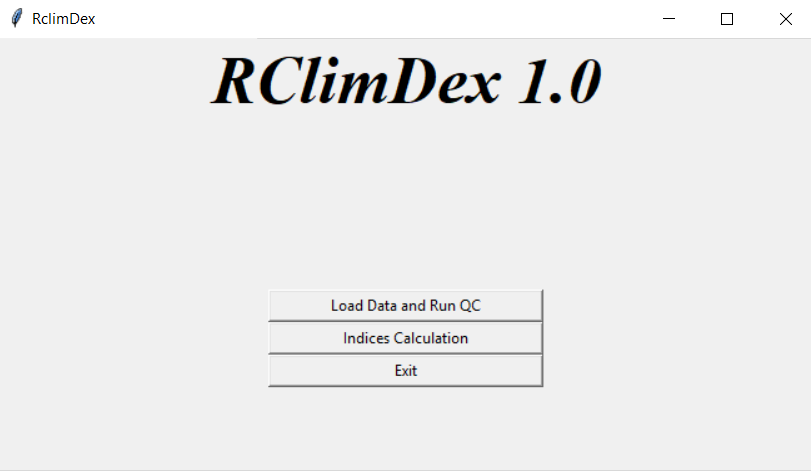 RclimDex
RClimDex 1.0
Load Data and Run QC
Indices Calculation
Exit